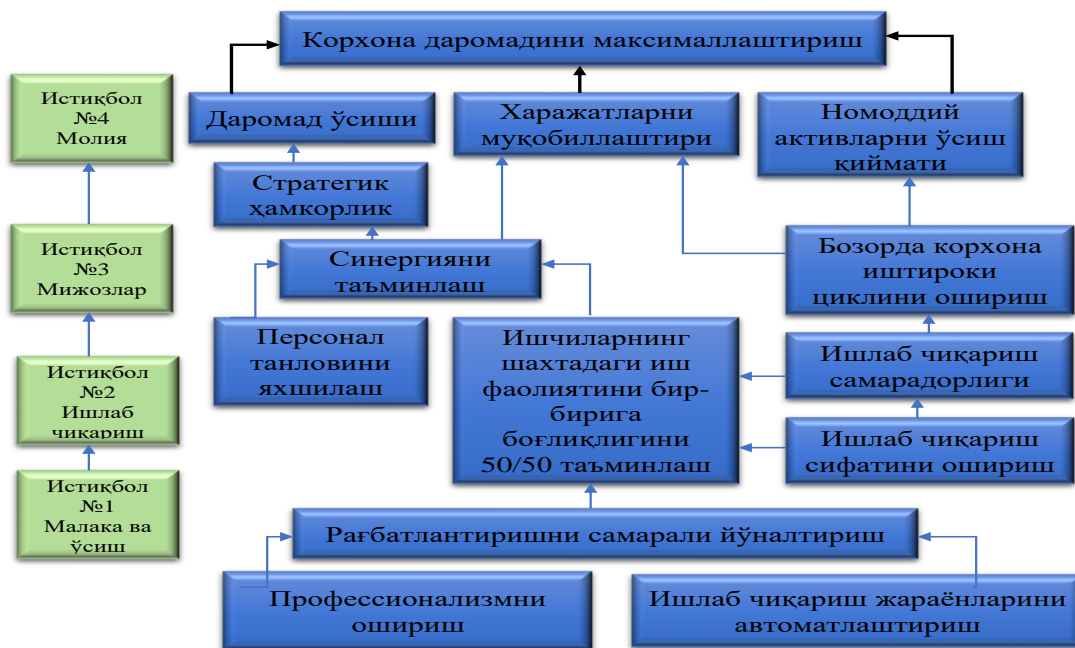 Корхона даромадини максималлаштириш
Истиқбол
№4
Молия
Даромад ўсиши
Харажатларни
муқобиллаштири
Номоддий
активларни ўсиш
қиймати
Стратегик
ҳамкорлик
Истиқбол
№3
Мижозлар
Синергияни
таъминлаш
Бозорда корхона
иштироки
циклини ошириш
Персонал
танловини
яхшилаш
Ишчиларнинг
шахтадаги иш
фаолиятини бир-
бирига
боғлиқлигини
50/50 таъминлаш
Ишлаб чиқариш
самарадорлиги
Истиқбол
№2
Ишлаб
чиқариш
Ишлаб чиқариш
сифатини ошириш
Истиқбол
№1
Малака ва
ўсиш
Рағбатлантиришни самарали йўналтириш
Профессионализмни
ошириш
Ишлаб чиқариш жараёнларини
автоматлаштириш